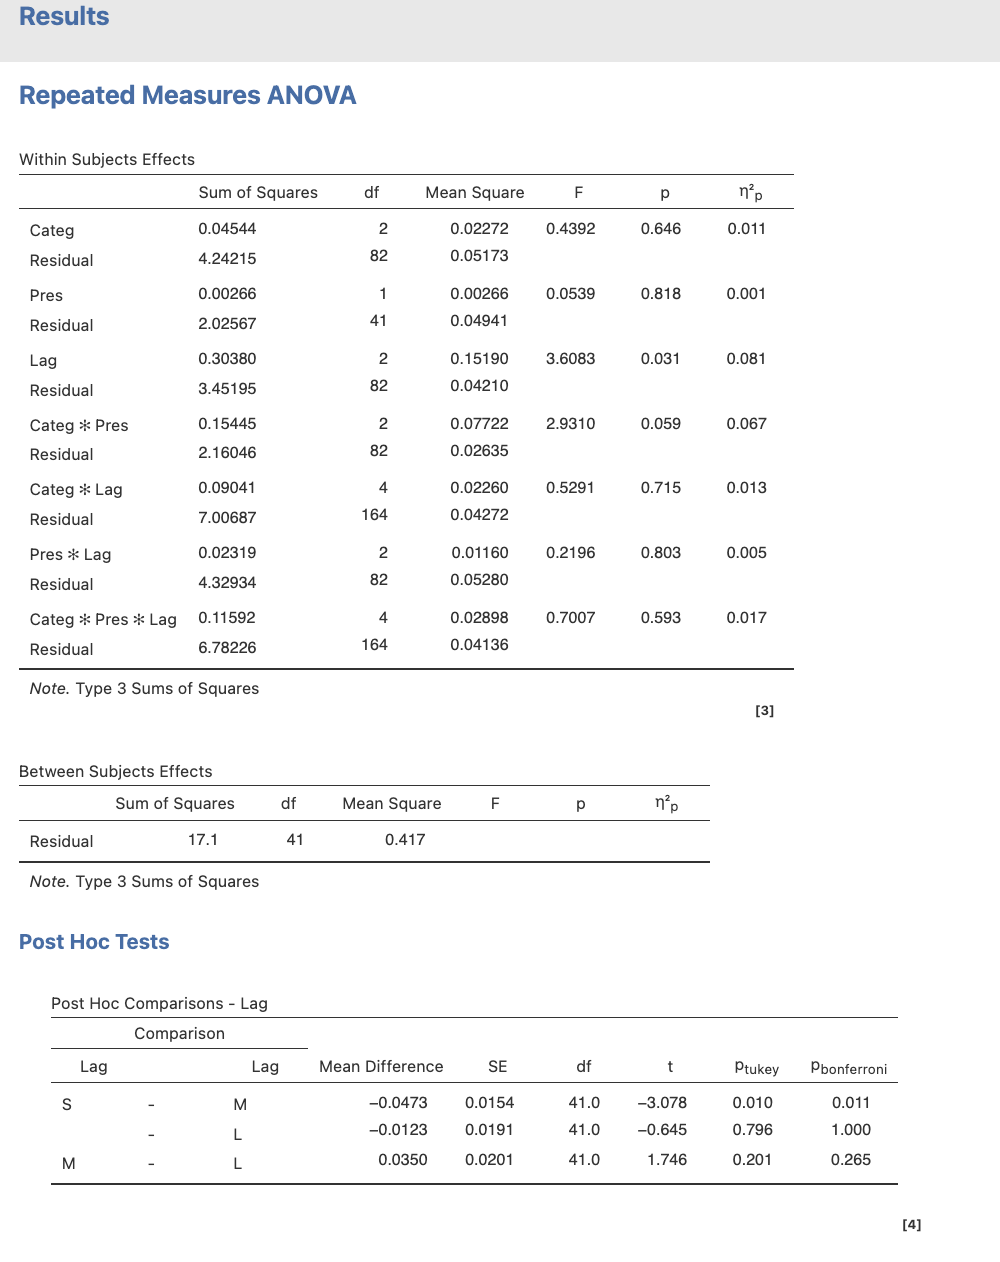 Results
Repeated Measures ANOVA
Within Subjects Effects
Sum of Squares df Mean Square F p η²p
Categ 0.04544 2 0.02272 0.4392 0.646 0.011
Residual 4.24215 82 0.05173
Pres 0.00266 1 0.00266 0.0539 0.818 0.001
Residual 2.02567 41 0.04941
Lag 0.30380 2 0.15190 3.6083 0.031 0.081
Residual 3.45195 82 0.04210
Categ ✻ Pres 0.15445 2 0.07722 2.9310 0.059 0.067
Residual 2.16046 82 0.02635
Categ ✻ Lag 0.09041 4 0.02260 0.5291 0.715 0.013
Residual 7.00687 164 0.04272
Pres ✻ Lag 0.02319 2 0.01160 0.2196 0.803 0.005
Residual 4.32934 82 0.05280
Categ ✻ Pres ✻ Lag 0.11592 4 0.02898 0.7007 0.593 0.017
Residual 6.78226 164 0.04136
Note. Type 3 Sums of Squares
[3]
Between Subjects Effects
Sum of Squares df Mean Square F p η²p
Residual 17.1 41 0.417
Note. Type 3 Sums of Squares
Post Hoc Tests
Post Hoc Comparisons - Lag
Comparison
Lag Lag Mean Difference SE df t ptukey pbonferroni
S - M −0.0473 0.0154 41.0 −3.078 0.010 0.011
- L −0.0123 0.0191 41.0 −0.645 0.796 1.000
M - L 0.0350 0.0201 41.0 1.746 0.201 0.265
[4]